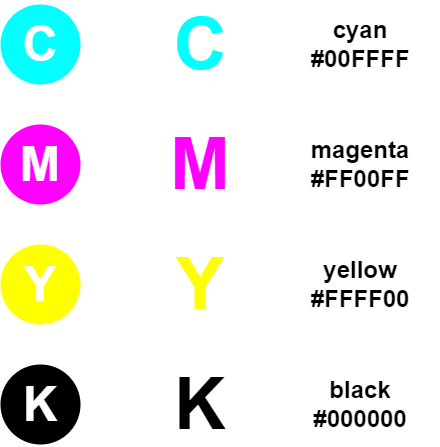 C C cyan
#00FFFF
M M magenta
#FF00FF
Y Y yellow
#FFFF00
K K black
#000000